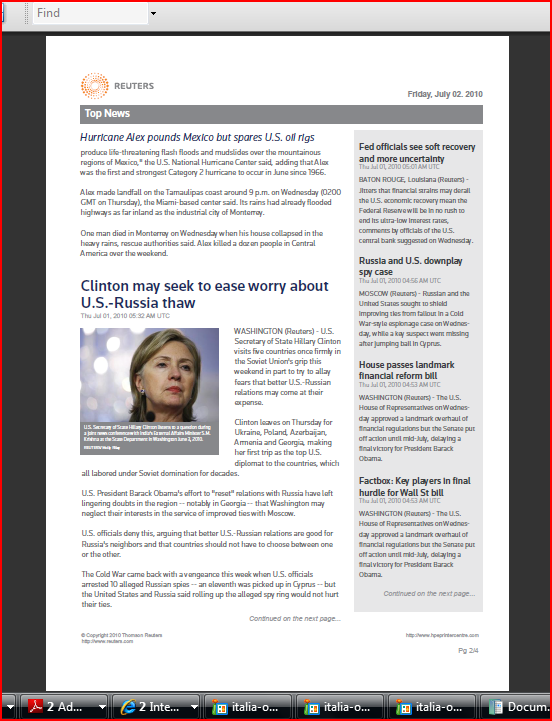 Find
REUTERS
Friday, July 02. 2010
Top News
Hurricane Alex pounds Mexico but spares U.S. oil rigs
produce life-threatening flash floods and mudslides over the mountainous
regions of Mexico," the U.S. National Hurricane Center said, adding that Alex
was the first and strongest Category 2 hurricane to occur in June since 1966.
Alex made landfall on the Tamaulipas coast around 9 p.m. on Wednesday (0200
GMT on Thursday), the Miami-based center said. Its rains had already flooded
highways as far inland as the industrial city of Monterrey.
One man died in Monterrey on Wednesday when his house collapsed in the
heavy rains, rescue authorities said. Alex killed a dozen people in Central
America over the weekend.
Clinton may seek to ease worry about
U.S.-Russia thaw
Thu Jul 01, 2010 05:32 AM UTC
U.S. Secretary of State Hillary Clinton listens to a question during
a joint news conference with India's External Affairs Minister S. M.
Krishna at the State Department in Washington June 3, 2010.
WASHINGTON (Reuters) - U.S.
Secretary of State Hillary Clinton
visits five countries once firmly in
the Soviet Union's grip this
weekend in part to try to allay
fears that better U.S.-Russian
relations may come at their
expense.
Clinton leaves on Thursday for
Ukraine, Poland, Azerbaijan,
Armenia and Georgia, making
her first trip as the top U.S.
diplomat to the countries, which
all labored under Soviet domination for decades.
U.S. President Barack Obama's effort to "reset" relations with Russia have left
lingering doubts in the region -- notably in Georgia -- that Washington may
neglect their interests in the service of improved ties with Moscow.
U.S. officials deny this, arguing that better U.S.-Russian relations are good for
Russia's neighbors and that countries should not have to choose between one
or the other.
The Cold War came back with a vengeance this week when U.S. officials
arrested 10 alleged Russian spies -- an eleventh was picked up in Cyprus -- but
the United States and Russia said rolling up the alleged spy ring would not hurt
their ties.
Continued on the next page...
Fed officials see soft recovery
and more uncertainty
Thu Jul 01, 2010 05:01 AM UTC
BATON ROUGE, Louisiana (Reuters) -
Jitters that financial strains may derail
the U.S. economic recovery mean the
Federal Reserve will be in no rush to
end its ultra-low interest rates,
comments by officials of the U.S.
central bank suggested on Wednesday.
Russia and U.S. downplay
spy case
Thu Jul 01, 2010 04:56 AM UTC
MOSCOW (Reuters) - Russian and the
United States sought to shield
improving ties from fallout in a Cold
War-style espionage case on Wednes-
day, while a key suspect went missing
after jumping bail in Cyprus.
House passes landmark
financial reform bill
Thu Jul 01, 2010 04:53 AM UTC
WASHINGTON (Reuters) - The U.S.
House of Representatives on Wednes-
day approved a landmark overhaul of
financial regulations but the Senate put
off action until mid-July, delaying a
final victory for President Barack
Obama.
Factbox: Key players in final
hurdle for Wall St bill
Thu Jul 01, 2010 04:53 AM UTC
WASHINGTON (Reuters) - The U.S.
House of Representatives on Wednes-
day approved a landmark overhaul of
financial regulations but the Senate put
off action until mid-July, delaying a
final victory for President Barack
Obama.
Continued on the next page...
© Copyright 2010 Thomson Reuters
http://www.reuters.com
http://www.hpeprintercentre.com
Pg 2/4
2 Ad...
2 Inte...
italia-o...
italia-o...
italia-o...
Docum.